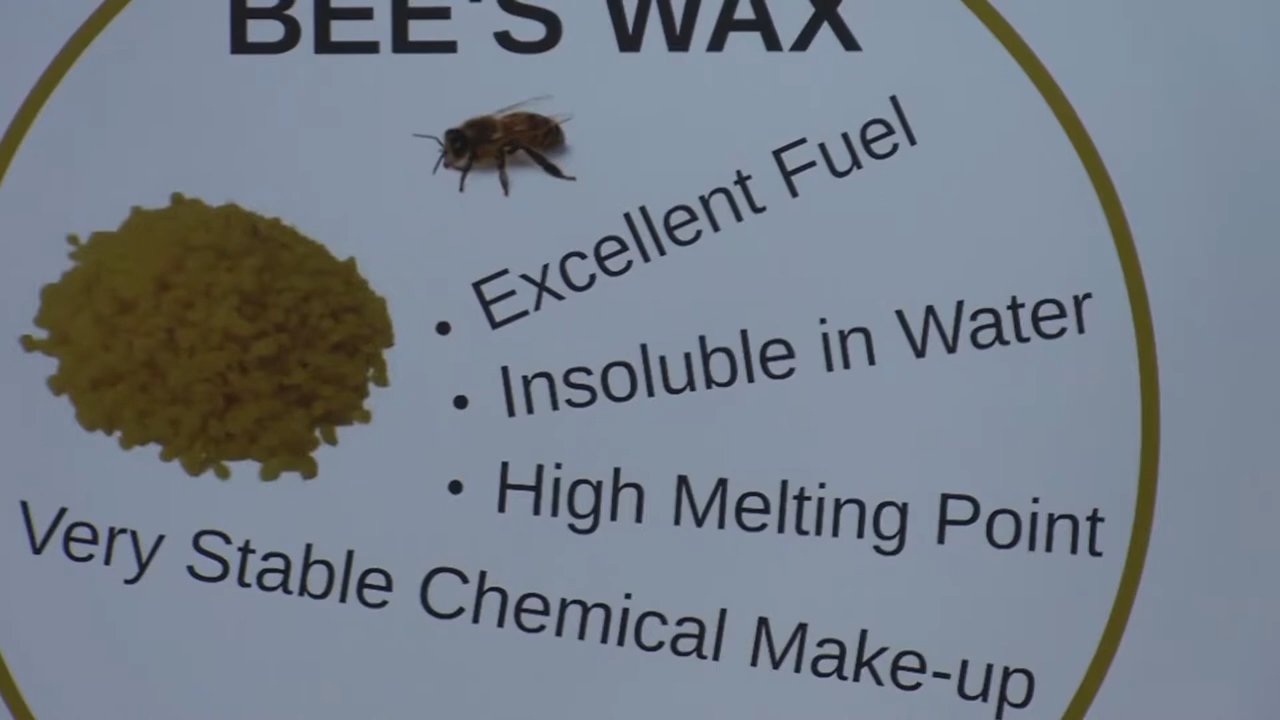 BEE'S WAX
• Excellent Fuel
• Insoluble in Water
• High Melting Point
Very Stable Chemical Make-up